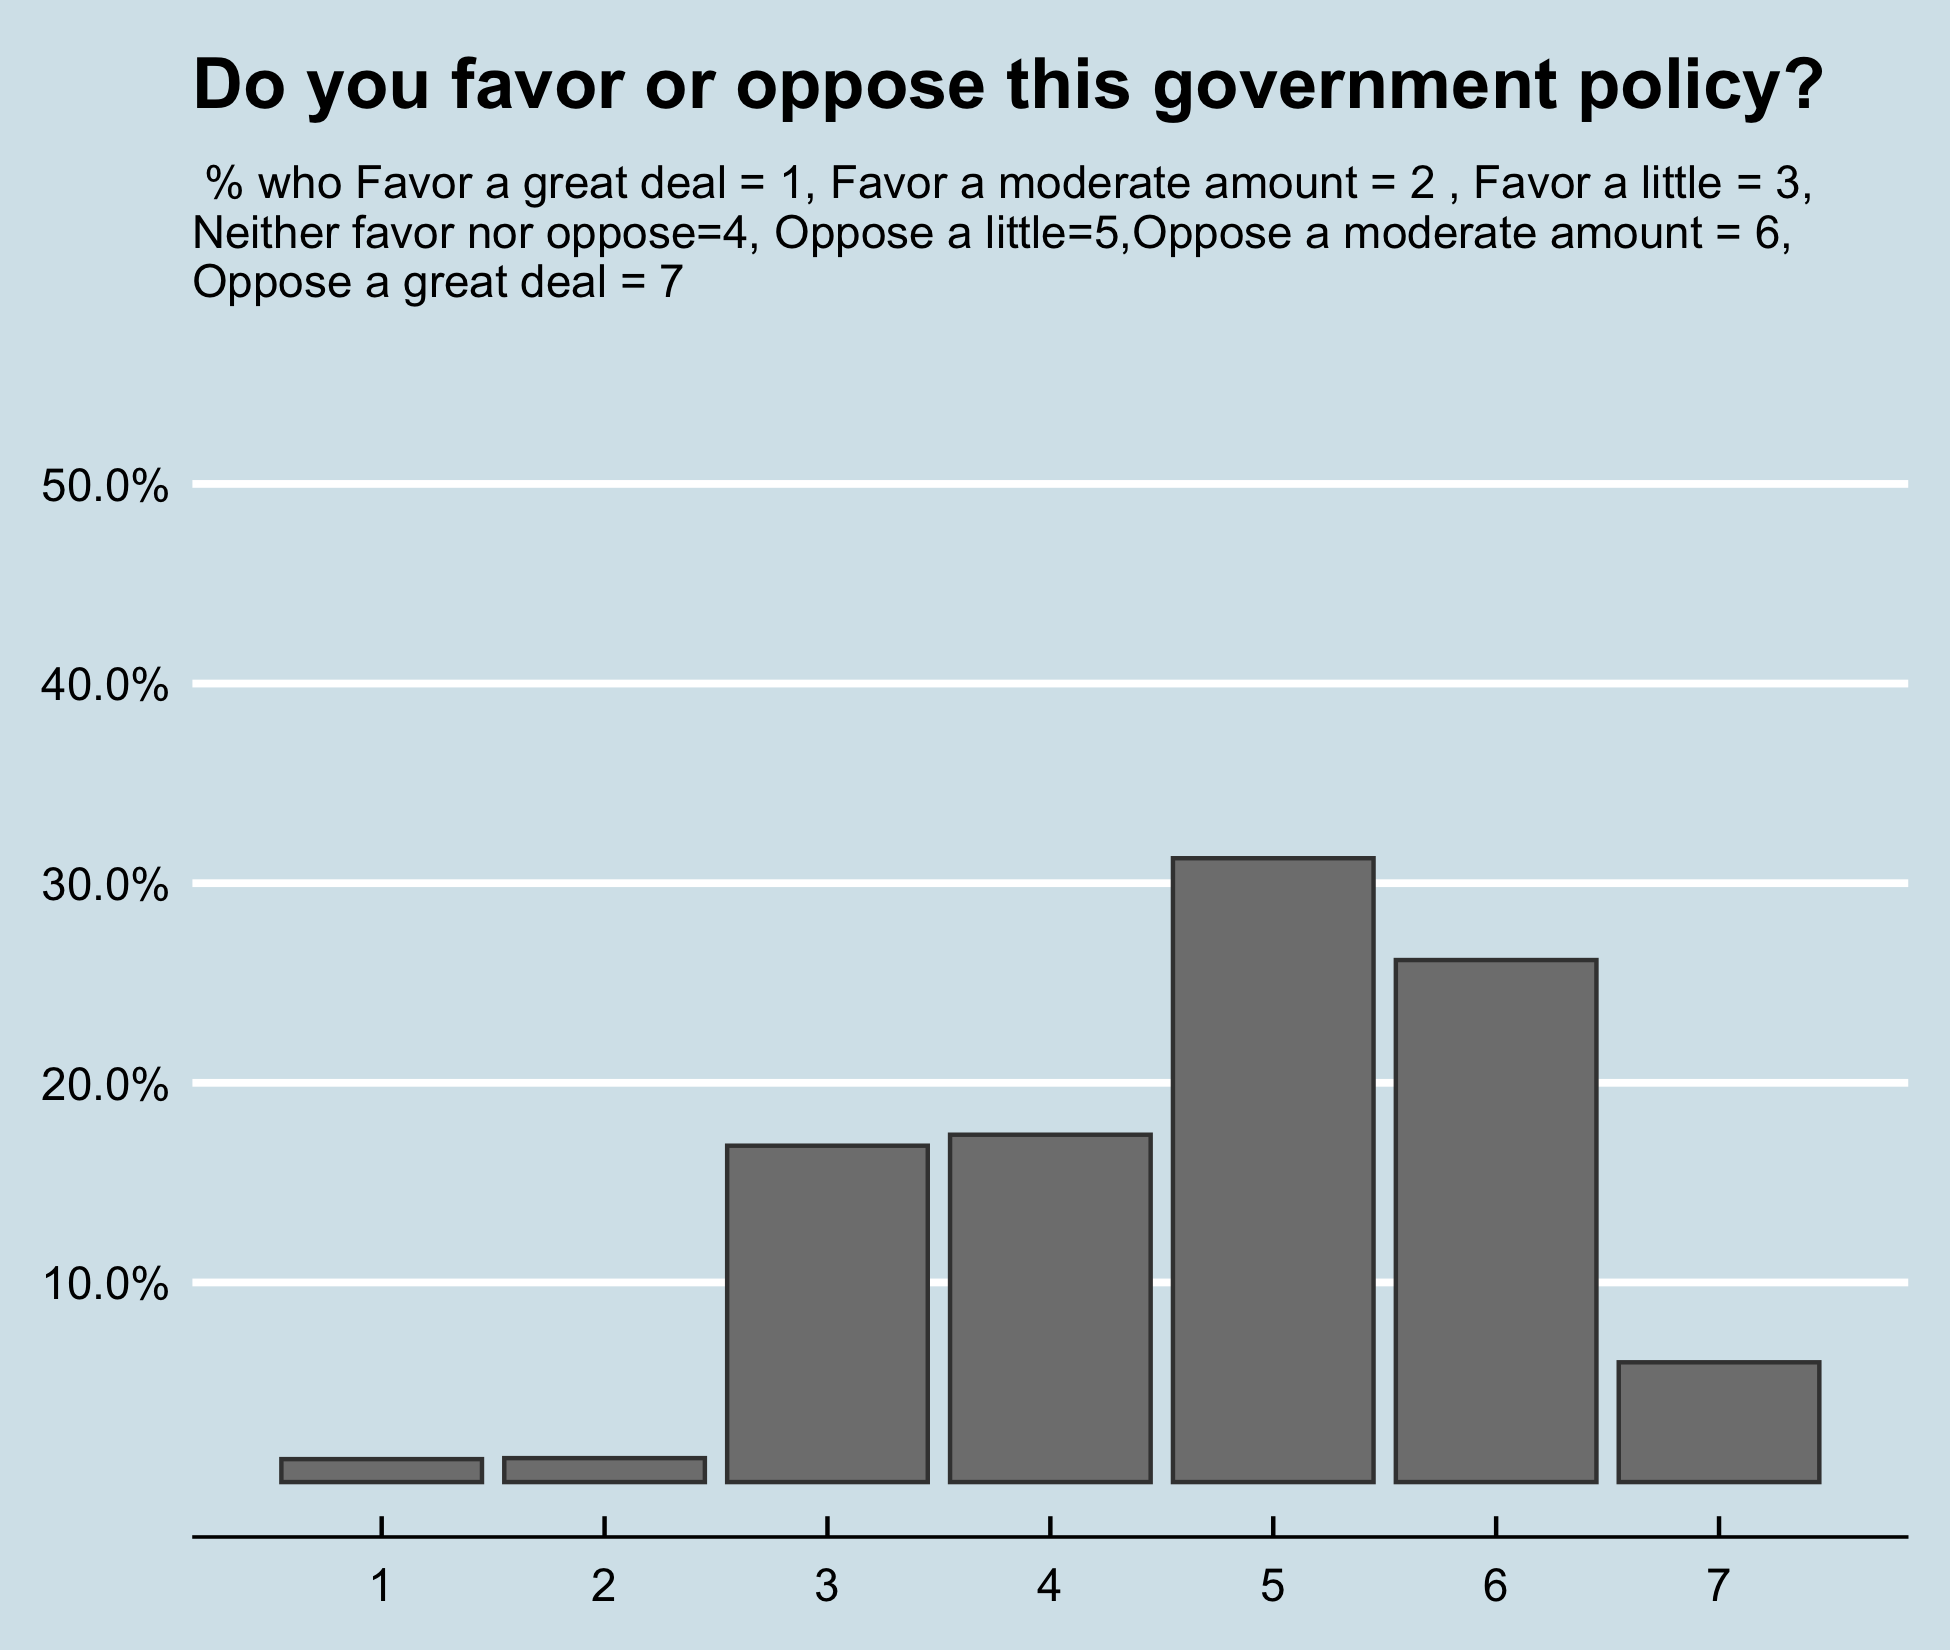 Do you favor or oppose this government policy?
% who Favor a great deal = 1, Favor a moderate amount = 2 , Favor a little = 3,
Neither favor nor oppose=4, Oppose a little=5,Oppose a moderate amount = 6,
Oppose a great deal = 7
50.0%
40.0%
30.0%
20.0%
10.0%
1 2 3 4 5 6 7